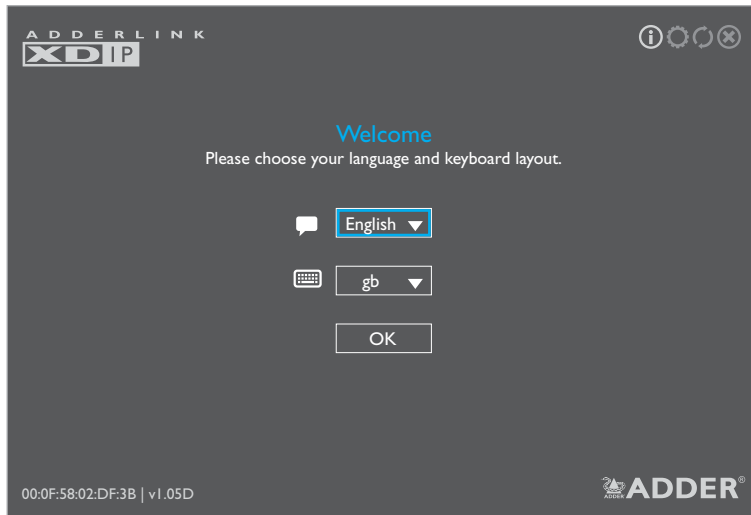 ADDERLINK
XDIP
Welcome
Please choose your language and keyboard layout.
English
gb
OK
00:0F:58:02:DF:3B | v1.05D
ADDER
ADDER®